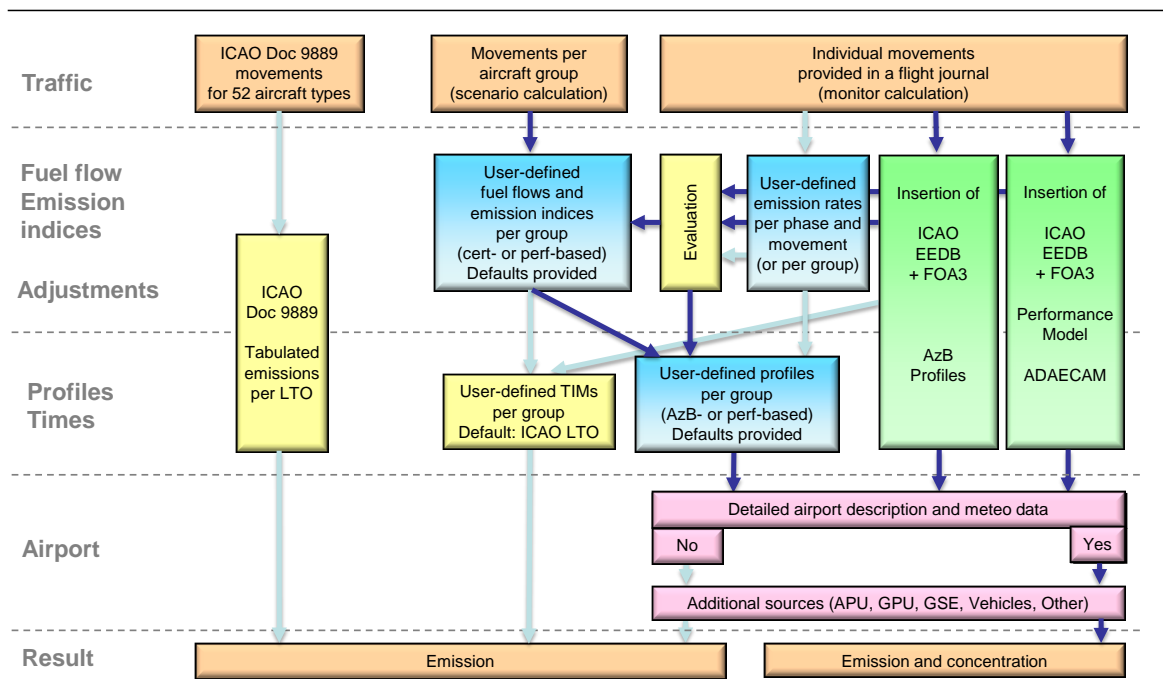 Traffic
ICAO Doc 9889
movements
for 52 aircraft types
Movements per
aircraft group
(scenario calculation)
Individual movements
provided in a flight journal
(monitor calculation)
Fuel flow
Emission
indices
Adjustments
User-defined
fuel flows and
emission indices
per group
(cert- or perf-based)
Defaults provided
Evaluation
User-defined
emission rates
per phase and
movement
(or per group)
Insertion of
ICAO
EEDB
+ FOA3
AzB
Profiles
Insertion of
ICAO
EEDB
+ FOA3
Performance
Model
ADAECAM
ICAO
Doc 9889
Tabulated
emissions
per LTO
Profiles
Times
User-defined TIMs
per group
Default: ICAO LTO
User-defined profiles
per group
(AzB- or perf-based)
Defaults provided
Airport
Detailed airport description and meteo data
No
Yes
Additional sources (APU, GPU, GSE, Vehicles, Other)
Result
Emission
Emission and concentration